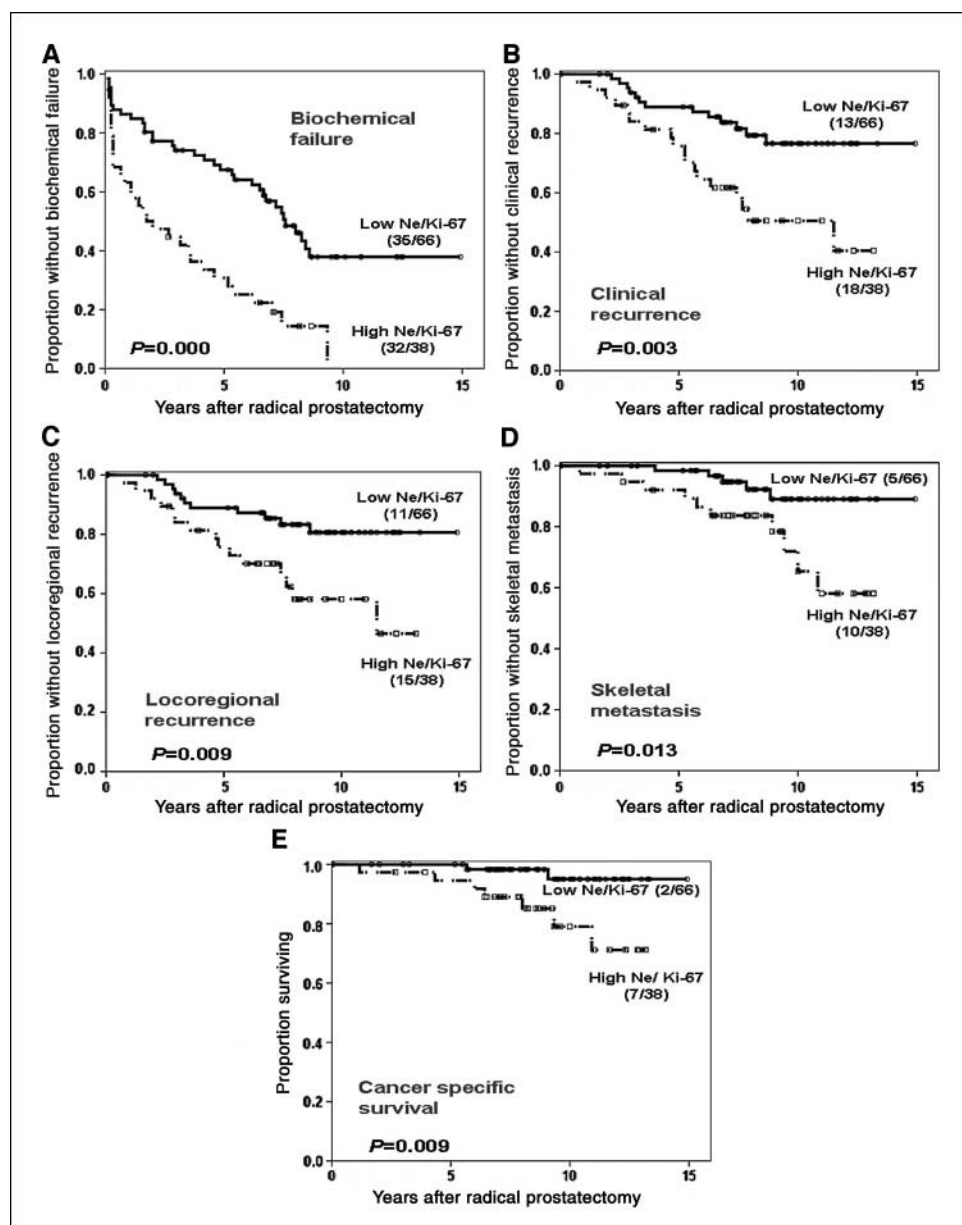 A
1.0
0.8
0.6
0.4
0.2
0.0
Proportion without biochemical failure
Biochemical
failure
Low Ne/Ki-67
(35/66)
High Ne/Ki-67
(32/38)
P=0.000
0 5 10 15
Years after radical prostatectomy
B
1.0
0.8
0.6
0.4
0.2
0.0
Proportion without clinical recurrence
Low Ne/Ki-67
(13/66)
High Ne/Ki-67
(18/38)
Clinical
recurrence
P=0.003
0 5 10 15
Years after radical prostatectomy
C
1.0
0.8
0.6
0.4
0.2
0.0
Proportion without locoregional recurrence
Low Ne/Ki-67
(11/66)
High Ne/Ki-67
(15/38)
Locoregional
recurrence
P=0.009
0 5 10 15
Years after radical prostatectomy
D
1.0
0.8
0.6
0.4
0.2
0.0
Proportion without skeletal metastasis
Low Ne/Ki-67 (5/66)
High Ne/Ki-67
(10/38)
Skeletal
metastasis
P=0.013
0 5 10 15
Years after radical prostatectomy
E
1.0
0.8
0.6
0.4
0.2
0.0
Proportion surviving
Low Ne/Ki-67 (2/66)
High Ne/ Ki-67
(7/38)
Cancer specific
survival
P=0.009
0 5 10 15
Years after radical prostatectomy